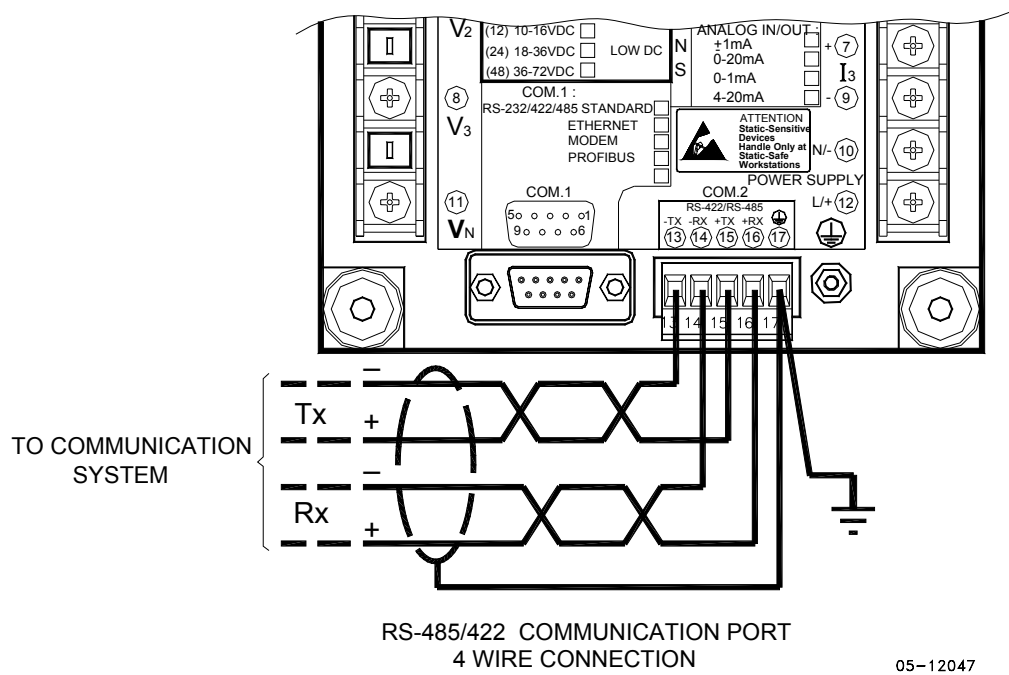 V2
(12) 10-16VDC
(24) 18-36VDC
LOW DC
(48) 36-72VDC
N
S
ANALOG IN/OUT :
±1mA
0-20mA
0-1mA
4-20mA
+ 7
I3
- 9
8
V3
COM.1 :
RS-232/422/485 STANDARD
ETHERNET
MODEM
PROFIBUS
ATTENTION
Static-Sensitive
Devices
Handle Only at
Static-Safe
Workstations
N/- 10
POWER SUPPLY
L/+ 12
11
VN
COM.1
5 1
9 6
COM.2
RS-422/RS-485
-TX -RX +TX +RX
13 14 15 16 17
13 14 15 16 17
TO COMMUNICATION
SYSTEM
–
Tx
+
–
Rx
+
RS-485/422 COMMUNICATION PORT
4 WIRE CONNECTION
05-12047